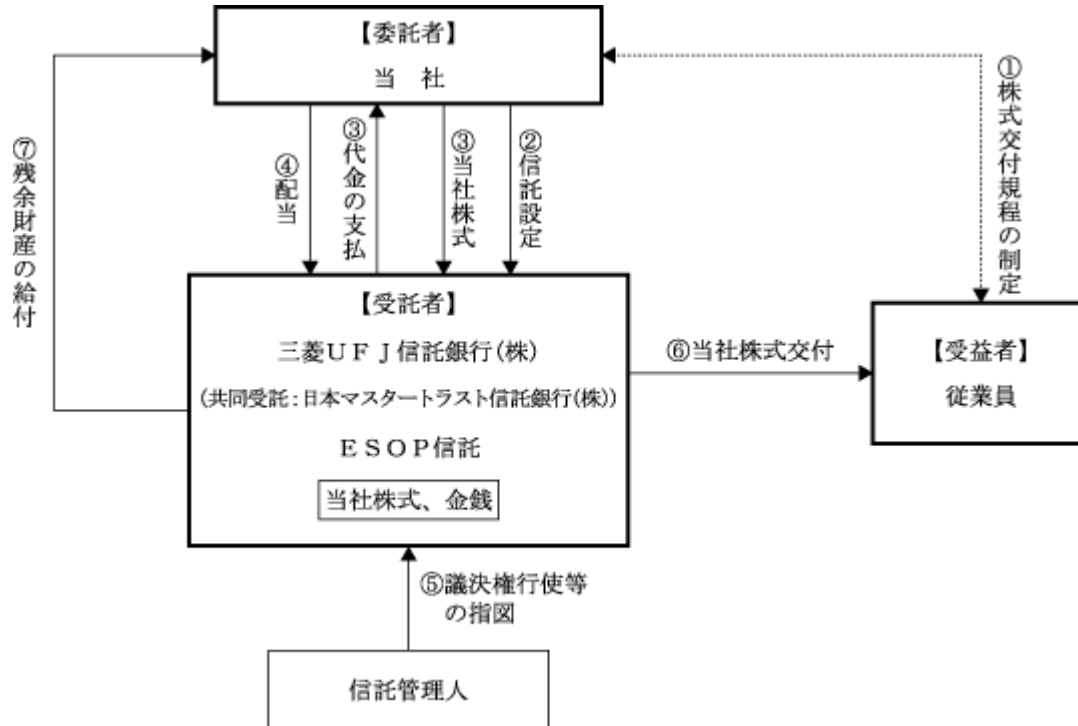 【委託者】
当　社
①株式交付規程の制定
⑦残余財産の給付
④配当
③代金の支払
③当社株式
②信託設定
【受託者】
三菱ＵＦＪ信託銀行(株)
(共同受託：日本マスタートラスト信託銀行(株))
ＥＳＯＰ信託
当社株式、金銭
⑥当社株式交付
【受益者】
従業員
⑤議決権行使等
の指図
信託管理人